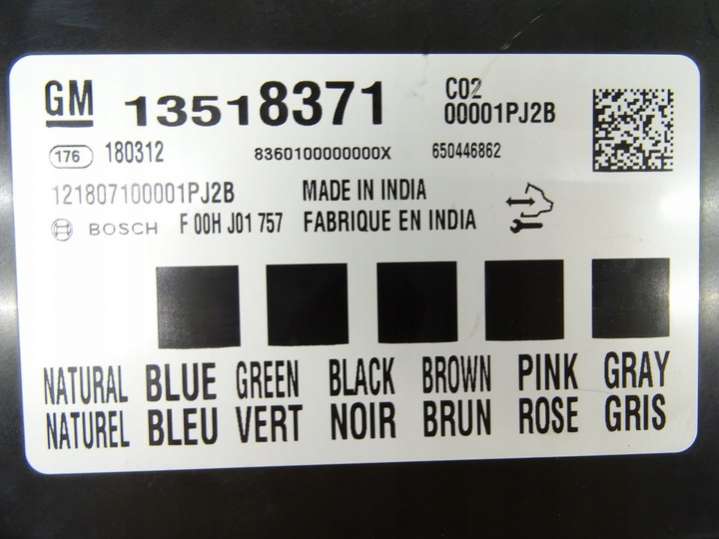 GM 13518371 C02
00001PJ2B
176 180312 8360100000000X 650446862
121807100001PJ2B MADE IN INDIA
BOSCH F 00H J01 757 FABRIQUE EN INDIA
NATURAL BLUE GREEN BLACK BROWN PINK GRAY
NATUREL BLEU VERT NOIR BRUN ROSE GRIS